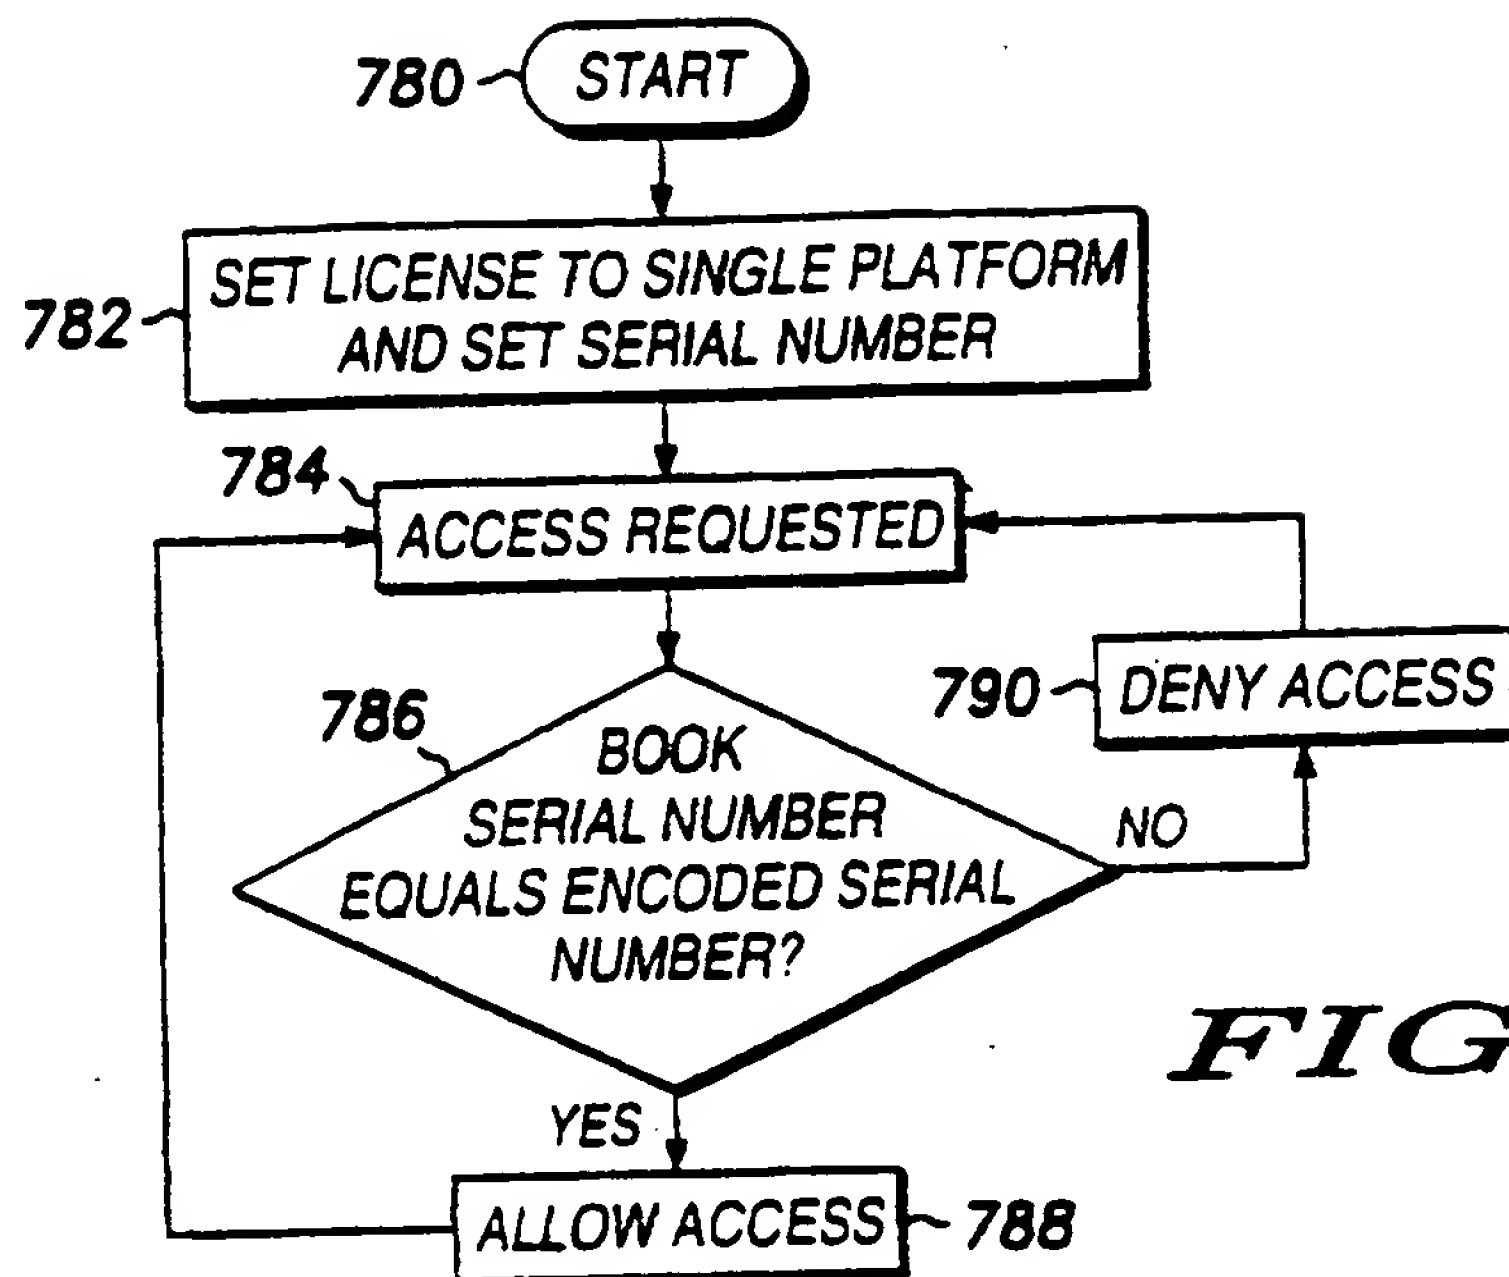 780
START
782
SET LICENSE TO SINGLE PLATFORM
AND SET SERIAL NUMBER
784
ACCESS REQUESTED
790
DENY ACCESS
786
BOOK
SERIAL NUMBER
EQUALS ENCODED SERIAL
NUMBER?
NO
FIG
YES
ALLOW ACCESS
788